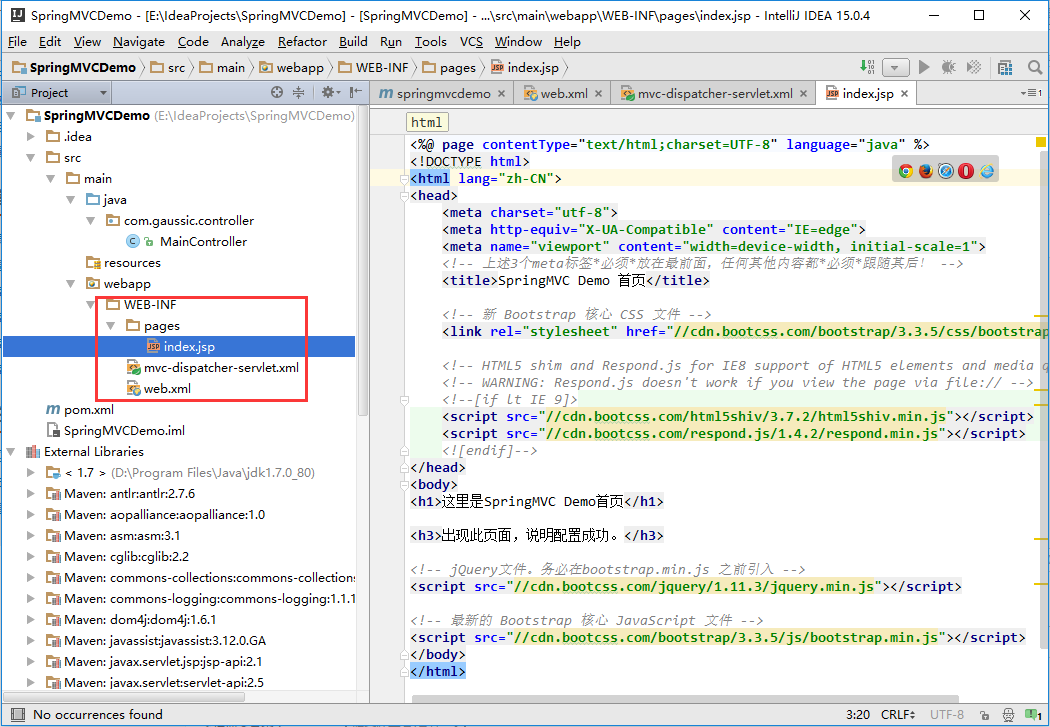 SpringMVCDemo - [E:\IdeaProjects\SpringMVCDemo] - [SpringMVCDemo] - ...\src\main\webapp\WEB-INF\pages\index.jsp - IntelliJ IDEA 15.0.4
File Edit View Navigate Code Analyze Refactor Build Run Tools VCS Window Help
SpringMVCDemo src main webapp WEB-INF pages index.jsp
Project
springmvcdemo web.xml mvc-dispatcher-servlet.xml index.jsp
SpringMVCDemo (E:\IdeaProjects\SpringMVCDemo)
.idea
src
main
java
com.gaussic.controller
MainController
resources
webapp
WEB-INF
pages
index.jsp
mvc-dispatcher-servlet.xml
web.xml
pom.xml
SpringMVCDemo.iml
External Libraries
< 1.7 > (D:\Program Files\Java\jdk1.7.0_80)
Maven: antlr:antlr:2.7.6
Maven: aopalliance:aopalliance:1.0
Maven: asm:asm:3.1
Maven: cglib:cglib:2.2
Maven: commons-collections:commons-collections
Maven: commons-logging:commons-logging:1.1.1
Maven: dom4j:dom4j:1.6.1
Maven: javassist:javassist:3.12.0.GA
Maven: javax.servlet.jsp:jsp-api:2.1
Maven: javax.servlet:servlet-api:2.5
html
<%@ page contentType="text/html;charset=UTF-8" language="java" %>
<!DOCTYPE html>
<html lang="zh-CN">
<head>
<meta charset="utf-8">
<meta http-equiv="X-UA-Compatible" content="IE=edge">
<meta name="viewport" content="width=device-width, initial-scale=1">
<!-- 上述3个meta标签*必须*放在最前面，任何其他内容都*必须*跟随其后！ -->
<title>SpringMVC Demo 首页</title>
<!-- 新 Bootstrap 核心 CSS 文件 -->
<link rel="stylesheet" href="//cdn.bootcss.com/bootstrap/3.3.5/css/bootstrap
<!-- HTML5 shim and Respond.js for IE8 support of HTML5 elements and media q
<!-- WARNING: Respond.js doesn't work if you view the page via file:// -->
<!--[if lt IE 9]>
<script src="//cdn.bootcss.com/html5shiv/3.7.2/html5shiv.min.js"></script>
<script src="//cdn.bootcss.com/respond.js/1.4.2/respond.min.js"></script>
<![endif]-->
</head>
<body>
<h1>这里是SpringMVC Demo首页</h1>
<h3>出现此页面，说明配置成功。</h3>
<!-- jQuery文件。务必在bootstrap.min.js 之前引入 -->
<script src="//cdn.bootcss.com/jquery/1.11.3/jquery.min.js"></script>
<!-- 最新的 Bootstrap 核心 JavaScript 文件 -->
<script src="//cdn.bootcss.com/bootstrap/3.3.5/js/bootstrap.min.js"></script>
</body>
</html>
No occurrences found 3:20 CRLF UTF-8 1